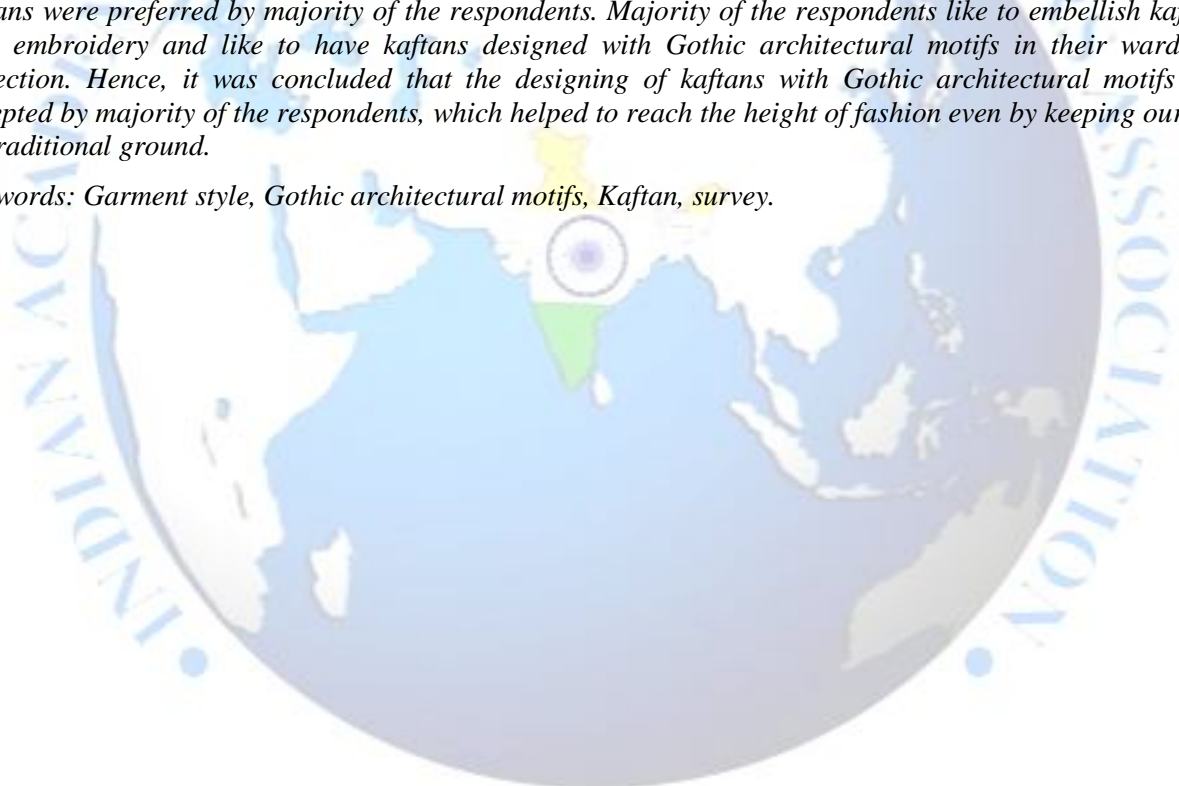 ans were preferred by majority of the respondents. Majority of the respondents like to embellish
embroidery and like to have kaftans designed with Gothic architectural motifs in their
ection. Hence, it was concluded that the designing of kaftans with Gothic architectural motifs
epted by majority of the respondents, which helped to reach the height of fashion even by keeping our
raditional ground.
words: Garment style, Gothic architectural motifs, Kaftan, survey.
INDIAN ACADEMIC
ASSOCIATION